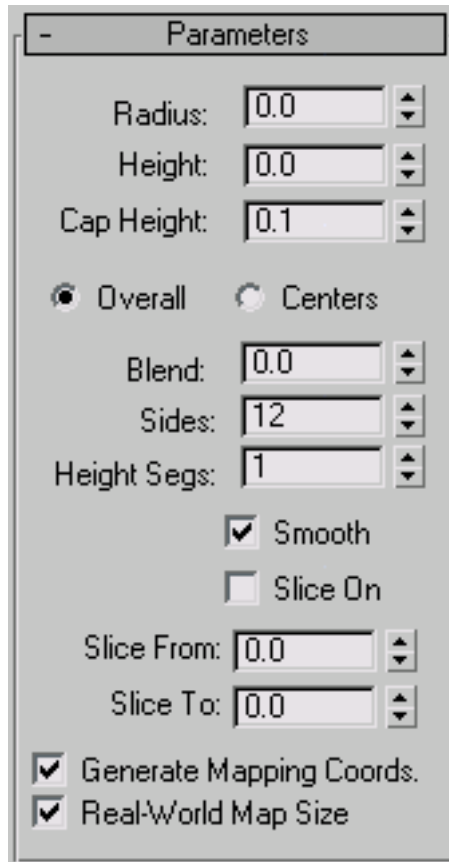 - Parameters
Radius: 0.0
Height: 0.0
Cap Height: 0.1
Overall Centers
Blend: 0.0
Sides: 12
Height Segs: 1
Smooth
Slice On
Slice From: 0.0
Slice To: 0.0
Generate Mapping Coords.
Real-World Map Size